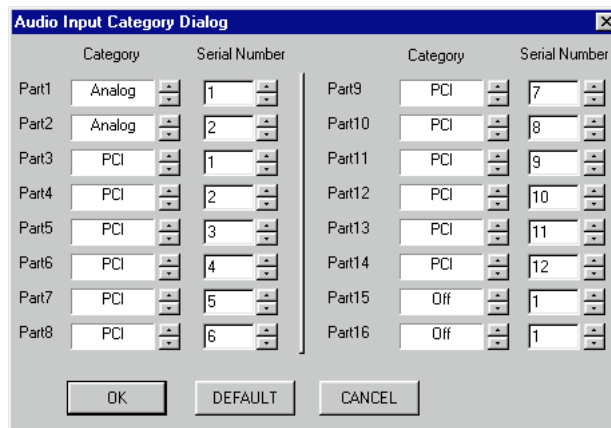 Audio Input Category Dialog
Category Serial Number
Part1 Analog 1
Part2 Analog 2
Part3 PCI 1
Part4 PCI 2
Part5 PCI 3
Part6 PCI 4
Part7 PCI 5
Part8 PCI 6
Category Serial Number
Part9 PCI 7
Part10 PCI 8
Part11 PCI 9
Part12 PCI 10
Part13 PCI 11
Part14 PCI 12
Part15 Off 1
Part16 Off 1
OK DEFAULT CANCEL